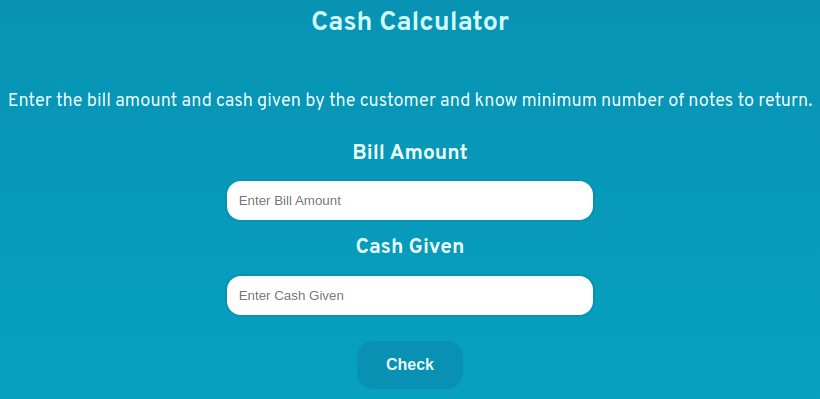 Cash Calculator
Enter the bill amount and cash given by the customer and know minimum number of notes to return.
Bill Amount
Enter Bill Amount
Cash Given
Enter Cash Given
Check